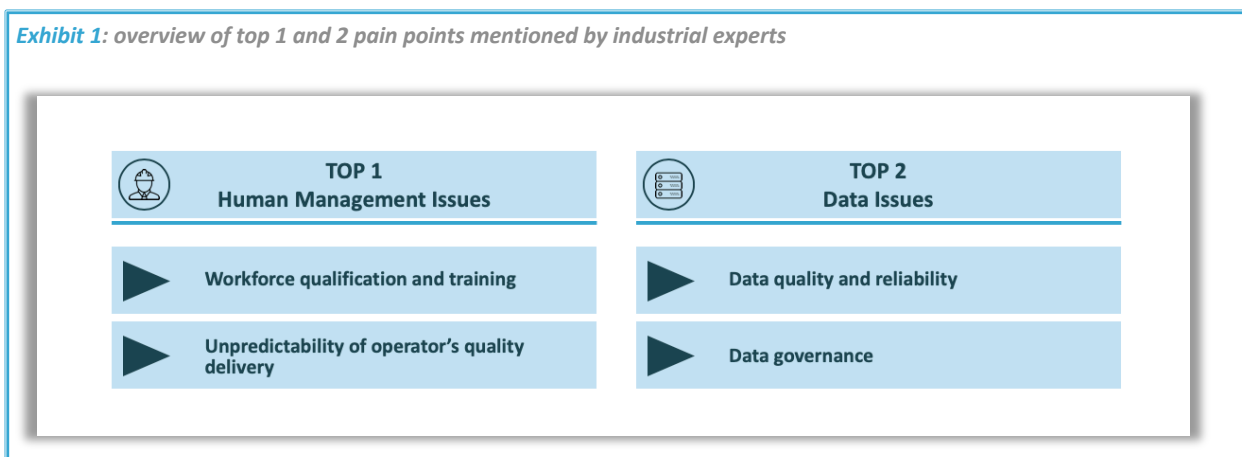 Exhibit 1: overview of top 1 and 2 pain points mentioned by industrial experts
TOP 1
Human Management Issues
Workforce qualification and training
Unpredictability of operator’s quality
delivery
TOP 2
Data Issues
Data quality and reliability
Data governance